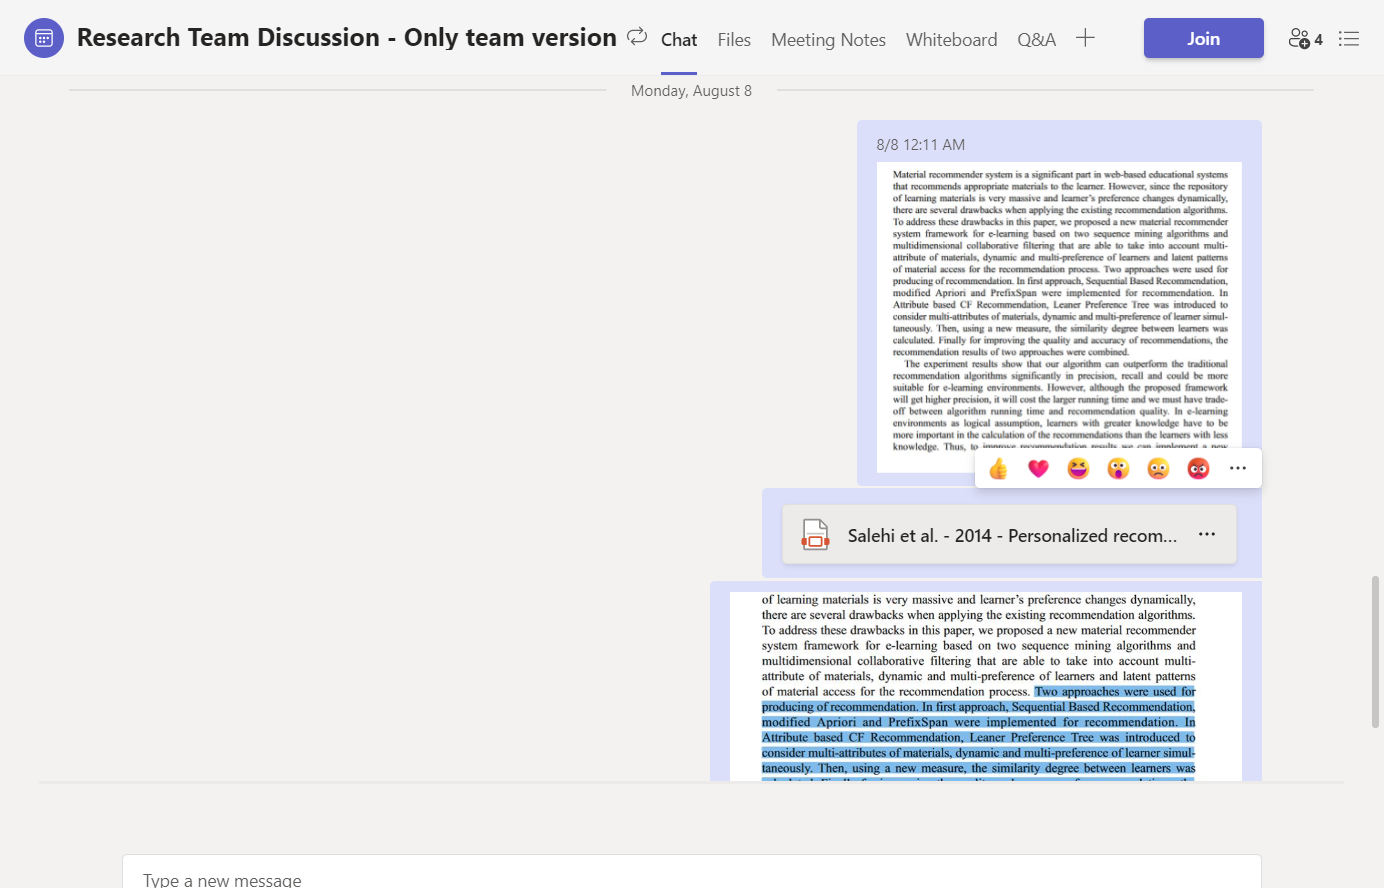 Research Team Discussion - Only team version
Chat
Files
Meeting Notes
Whiteboard
Q&A
Join
4
Monday, August 8
8/8 12:11 AM
Material recommender system is a significant part in web-based educational systems
that recommends appropriate materials to the learner. However, since the repository
of learning materials is very massive and learner's preference changes dynamically,
there are several drawbacks when applying the existing recommendation algorithms.
To address these drawbacks in this paper, we proposed a new material recommender
system framework for e-learning based on two sequence mining algorithms and
multidimensional collaborative filtering that are able to take into account multi-
attribute of materials, dynamic and multi-preference of learners and latent patterns
of material access for the recommendation process. Two approaches were used for
producing of recommendation. In first approach, Sequential Based Recommendation,
modified Apriori and PrefixSpan were implemented for recommendation. In
Attribute based CF Recommendation, Leaner Preference Tree was introduced to
consider multi-attributes of materials, dynamic and multi-preference of learner simul-
taneously. Then, using a new measure, the similarity degree between learners was
calculated. Finally for improving the quality and accuracy of recommendations, the
recommendation results of two approaches were combined.
The experiment results show that our algorithm can outperform the traditional
recommendation algorithms significantly in precision, recall and could be more
suitable for e-learning environments. However, although the proposed framework
will get higher precision, it will cost the larger running time and we must have trade-
off between algorithm running time and recommendation quality. In e-learning
environments as logical assumption, learners with greater knowledge have to be
more important in the calculation of the recommendations than the learners with less
knowledge. Thus, to improve recommendation results we can implement a new
Salehi et al. - 2014 - Personalized recom...
of learning materials is very massive and learner's preference changes dynamically,
there are several drawbacks when applying the existing recommendation algorithms.
To address these drawbacks in this paper, we proposed a new material recommender
system framework for e-learning based on two sequence mining algorithms and
multidimensional collaborative filtering that are able to take into account multi-
attribute of materials, dynamic and multi-preference of learners and latent patterns
of material access for the recommendation process. Two approaches were used for
producing of recommendation. In first approach, Sequential Based Recommendation,
modified Apriori and PrefixSpan were implemented for recommendation. In
Attribute based CF Recommendation, Leaner Preference Tree was introduced to
consider multi-attributes of materials, dynamic and multi-preference of learner simul-
taneously. Then, using a new measure, the similarity degree between learners was
Type a new message